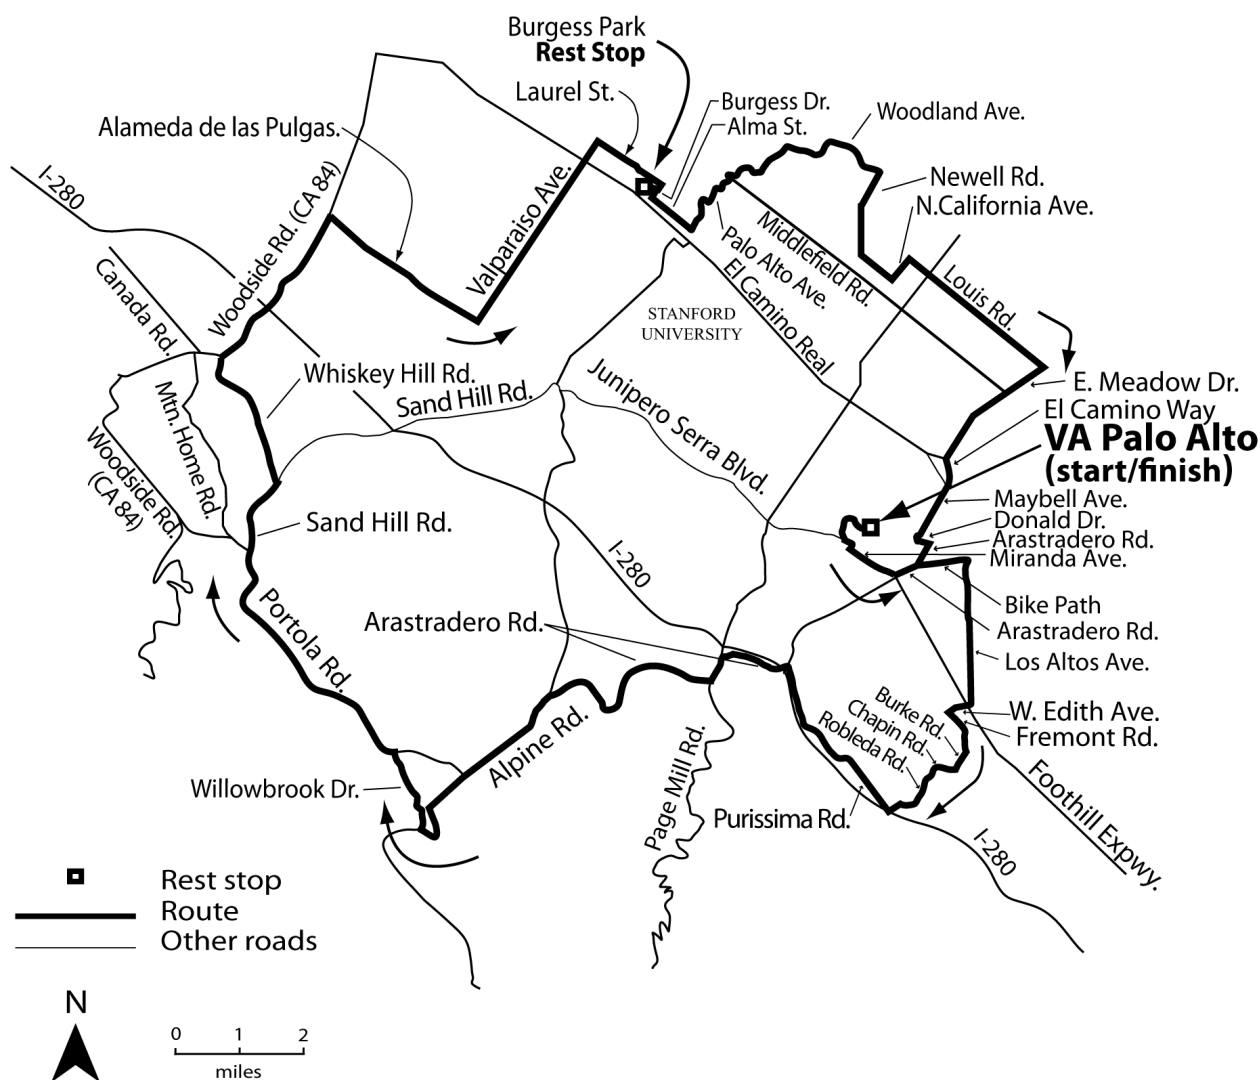 Burgess Park
Rest Stop
Laurel St.
Burgess Dr.
Alma St.
Woodland Ave.
Alameda de las Pulgas.
I-280
Woodside Rd. (CA 84)
Valparaiso Ave.
Newell Rd.
N.California Ave.
Canada Rd.
Palo Alto Ave.
Middlefield Rd.
El Camino Real
Louis Rd.
STANFORD
UNIVERSITY
Whiskey Hill Rd.
Sand Hill Rd.
Junipero Serra Blvd.
E. Meadow Dr.
El Camino Way
VA Palo Alto
(start/finish)
Mtn. Home Rd.
Woodside Rd.
(CA 84)
Sand Hill Rd.
Maybell Ave.
Donald Dr.
Arastradero Rd.
Miranda Ave.
I-280
Portola Rd.
Arastradero Rd.
Bike Path
Arastradero Rd.
Los Altos Ave.
Burke Rd.
Chapin Rd.
Robleda Rd.
W. Edith Ave.
Fremont Rd.
Alpine Rd.
Page Mill Rd.
Willowbrook Dr.
Purissima Rd.
Foothill Expwy.
I-280
Rest stop
Route
Other roads
N
0 1 2
miles